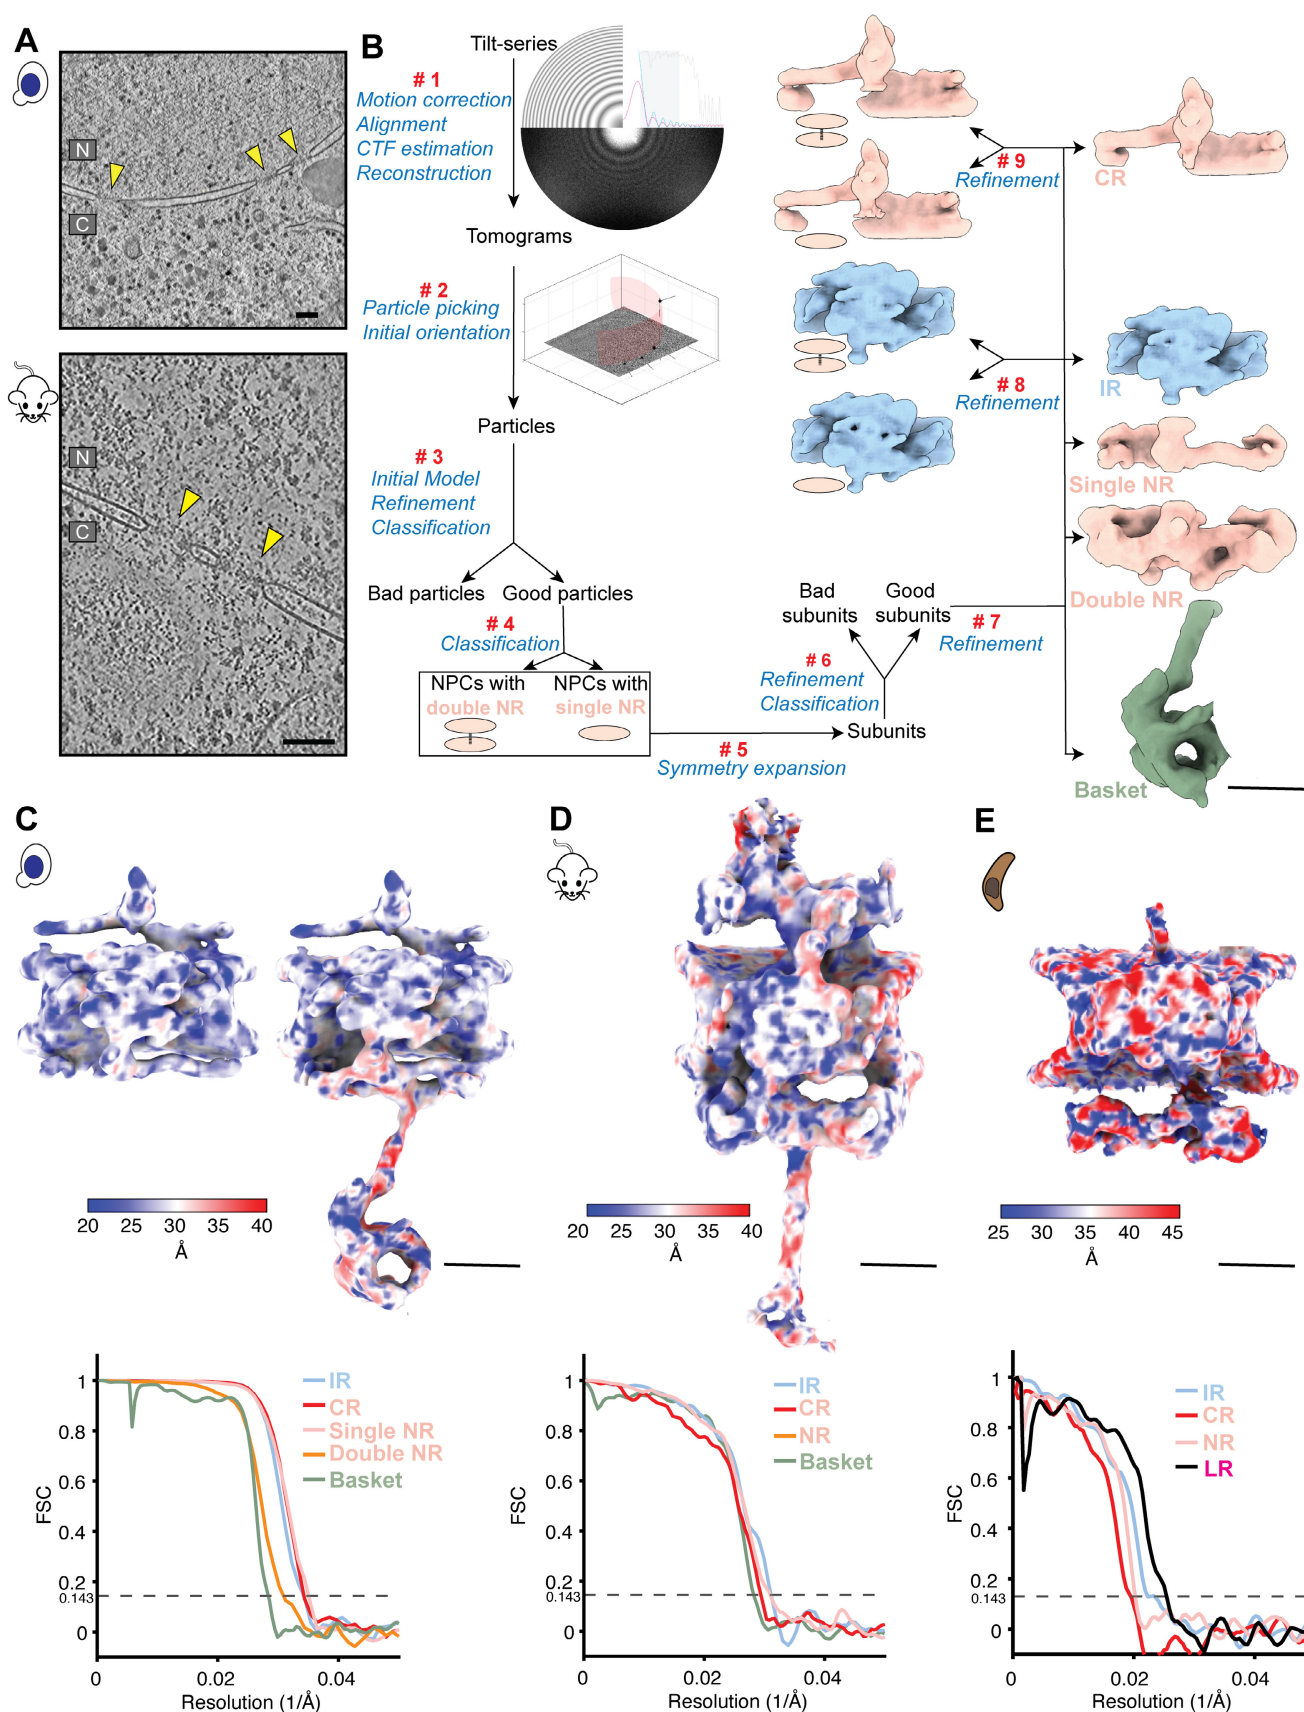 A
N
C
N
C
B
Tilt-series
# 1
Motion correction
Alignment
CTF estimation
Reconstruction
Tomograms
# 2
Particle picking
Initial orientation
Particles
# 3
Initial Model
Refinement
Classification
Bad particles
Good particles
# 4
Classification
NPCs with
double NR
NPCs with
single NR
# 5
Symmetry expansion
Subunits
# 6
Refinement
Classification
Bad
subunits
Good
subunits
# 7
Refinement
# 8
Refinement
# 9
Refinement
CR
IR
Single NR
Double NR
Basket
C
20 25 30 35 40
Å
D
20 25 30 35 40
Å
E
25 30 35 40 45
Å
FSC
1
0.8
0.6
0.4
0.2
0.143
0
0 0.02 0.04
Resolution (1/Å)
IR
CR
Single NR
Double NR
Basket
FSC
1
0.8
0.6
0.4
0.2
0.143
0
0 0.02 0.04
Resolution (1/Å)
IR
CR
NR
Basket
FSC
1
0.8
0.6
0.4
0.2
0.143
0
0 0.02 0.04
Resolution (1/Å)
IR
CR
NR
LR